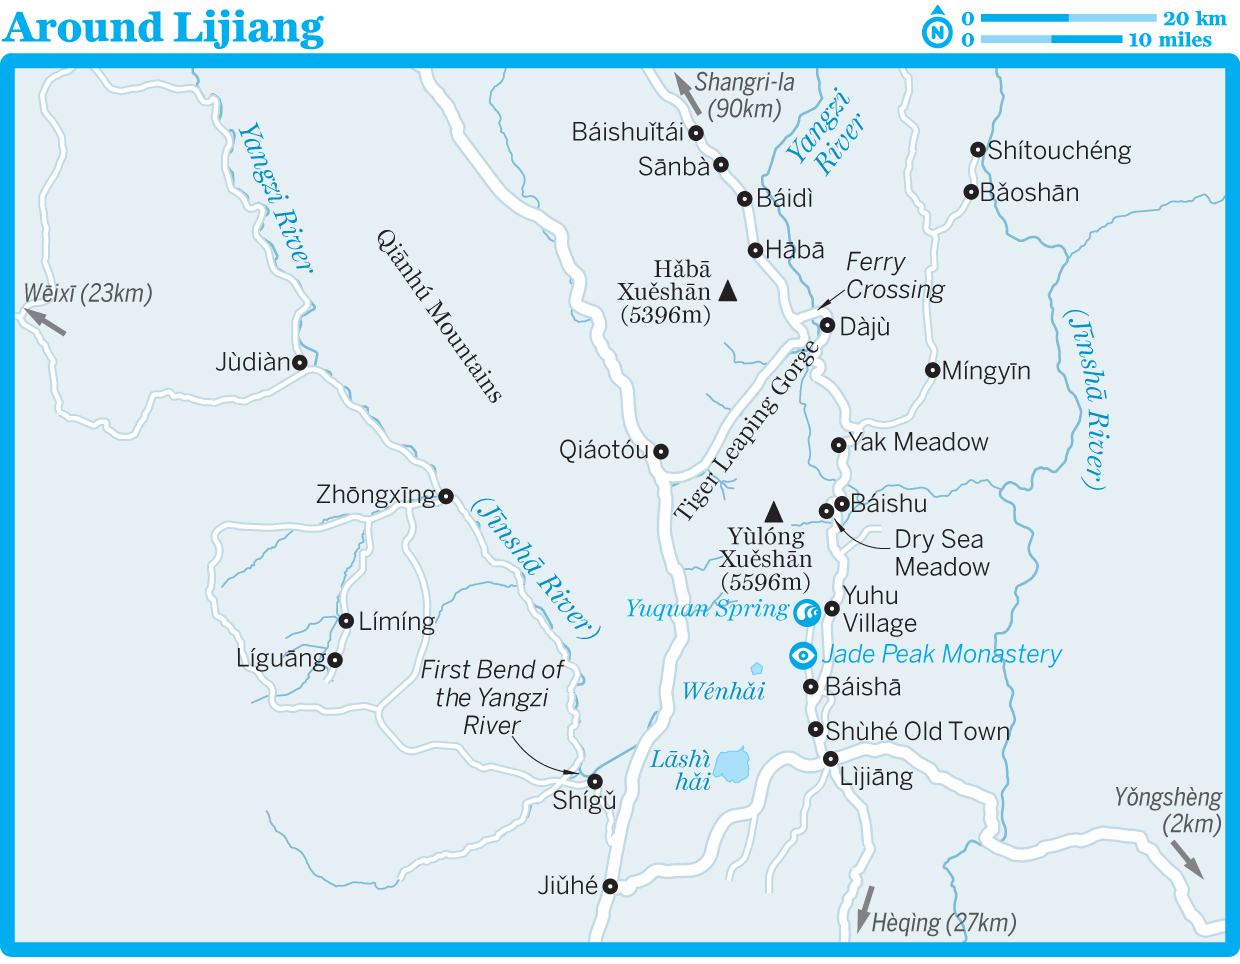 Around Lijiang
N
0
20 km
0
10 miles
Shangri-la
(90km)
Báishuǐtái
Sānbà
Báidì
Hābā
Yangzi
River
Shítouchéng
Bǎoshān
Yangzi River
Qiānhú Mountains
Hǎbā
Xuěshān
(5396m)
Ferry
Crossing
Dàjù
Wēixī (23km)
Jùdiàn
Míngyīn
(Jīnshā River)
Tiger Leaping Gorge
Qiáotóu
Yak Meadow
Zhōngxīng
Báishu
Dry Sea
Meadow
Yùlóng
Xuěshān
(5596m)
(Jīnshā River)
Yuquan Spring
Yuhu
Village
Límíng
Líguāng
Jade Peak Monastery
First Bend of
the Yangzi
River
Wénhǎi
Báishā
Shùhé Old Town
Lāshì
hǎi
Lìjiāng
Shígǔ
Yǒngshèng
(2km)
Jiǔhé
Hèqìng (27km)